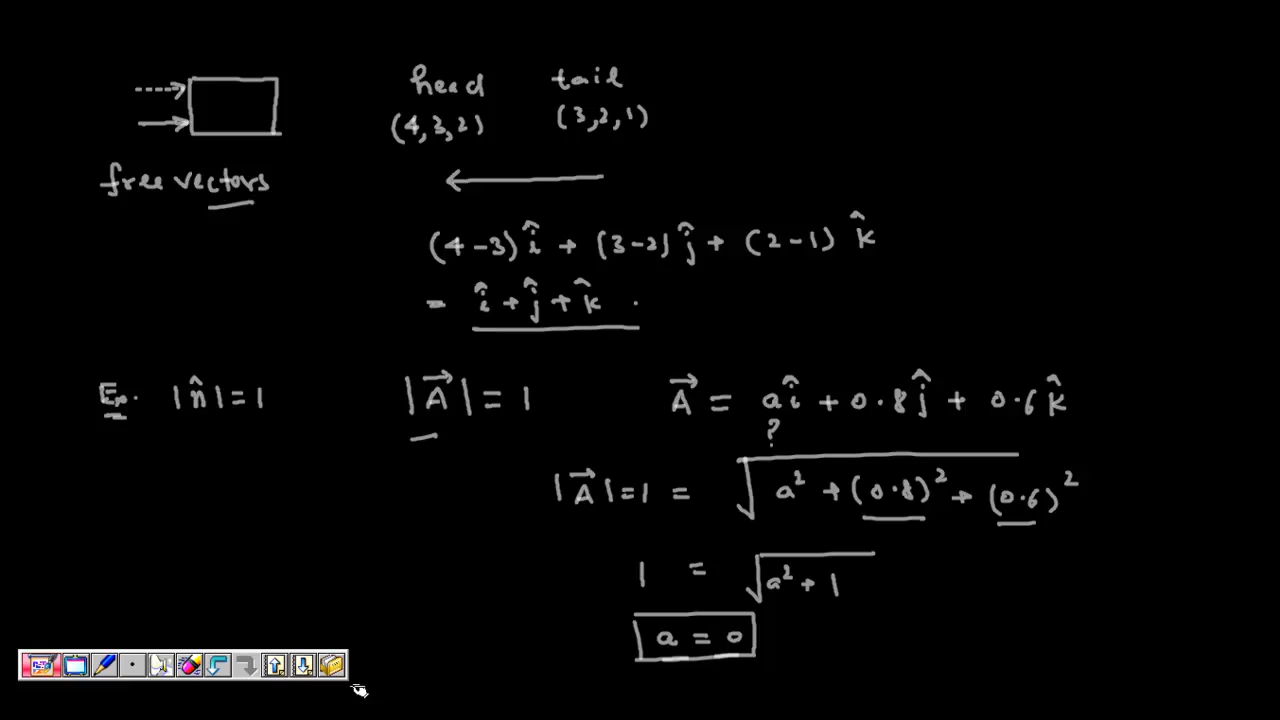 head tail
(4,3,2) (3,2,1)
free vectors
(4-3)î + (3-2)ĵ + (2-1) k̂
= î + ĵ + k̂ .
Ex. |n̂| = 1 |A⃗| = 1 A⃗ = aî + 0.8ĵ + 0.6k̂
?
|A⃗| = 1 = √(a² + (0.8)² + (0.6)²)
1 = √(a² + 1)
a = 0